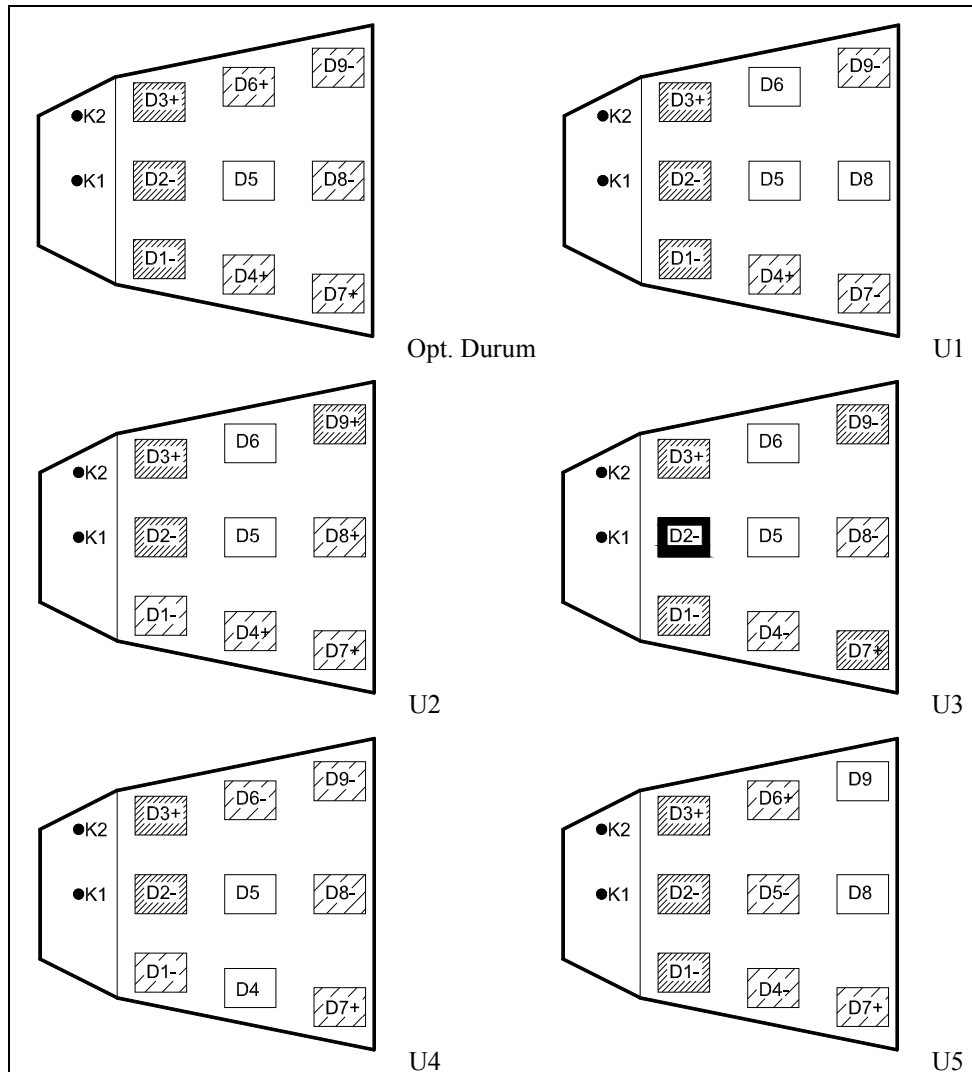 D9-
D6+
D3+
K2
K1
D2-
D5
D8-
D1-
D4+
D7+
Opt. Durum
D9-
D6
D3+
K2
K1
D2-
D5
D8
D1-
D4+
D7-
U1
D9+
D6
D3+
K2
K1
D2-
D5
D8+
D1-
D4+
D7+
U2
D9-
D6
D3+
K2
K1
D2-
D5
D8-
D1-
D4-
D7+
U3
D9-
D6-
D3+
K2
K1
D2-
D5
D8-
D1-
D4
D7+
U4
D9
D6+
D3+
K2
K1
D2-
D5-
D8
D1-
D4-
D7+
U5